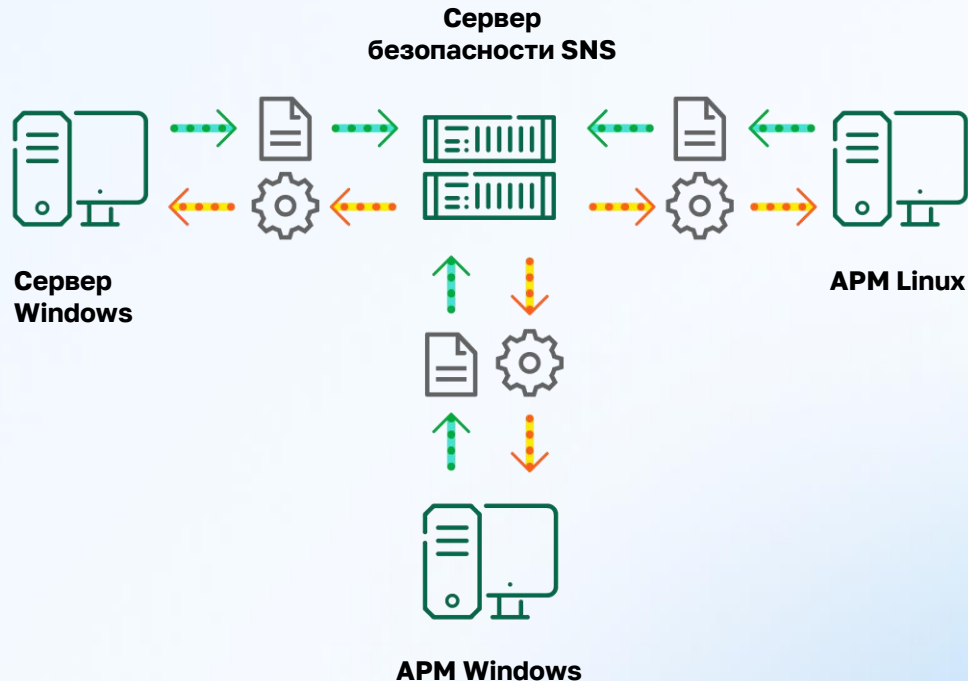 Сервер
безопасности SNS
Сервер
Windows
АРМ Linux
АРМ Windows